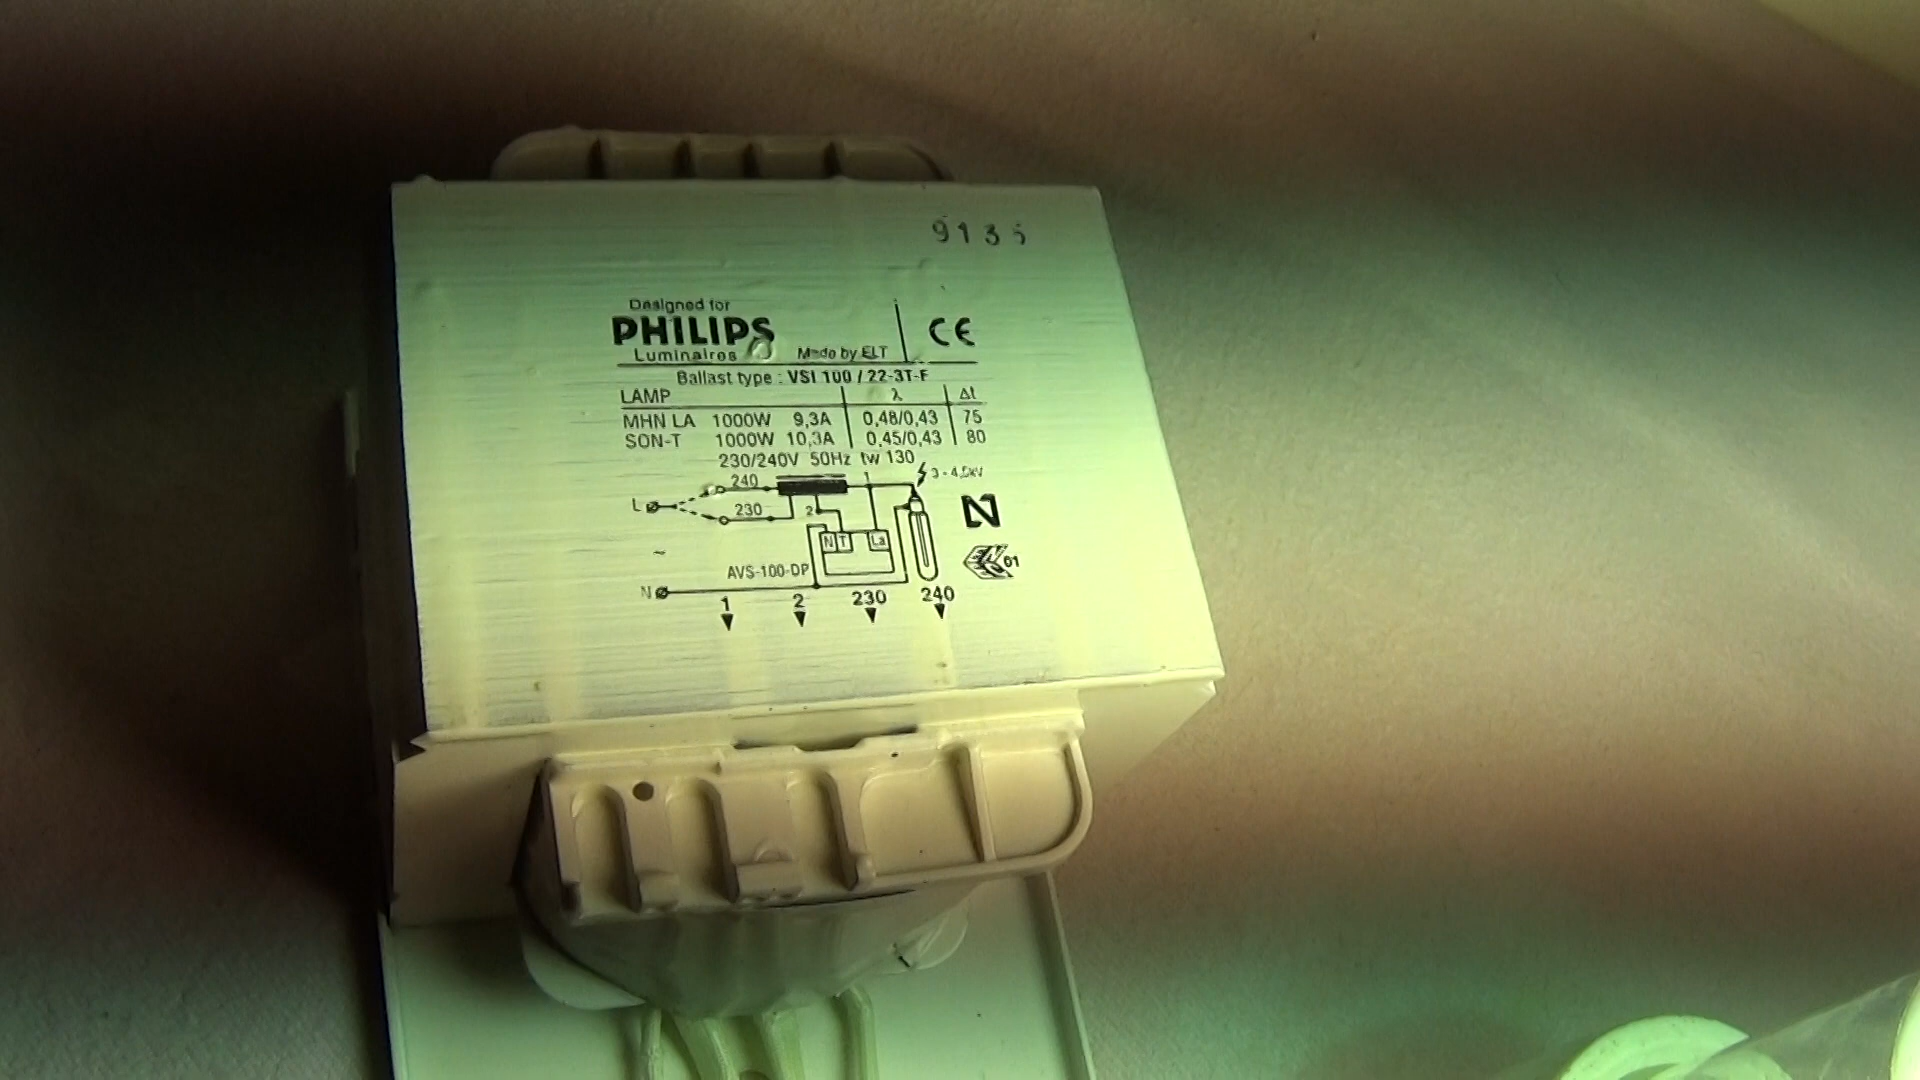 9135
Designed for
PHILIPS
Luminaires Made by ELT
CE
Ballast type : VSI 100 / 22-3T-F
LAMP λ Δt
MHN LA 1000W 9,3A 0,48/0,43 75
SON-T 1000W 10,3A 0,45/0,43 80
230/240V 50Hz tw 130
240 1 3 - 4,5kV
L 230 2
N T La
N
01
AVS-100-DP
N
1 2 230 240